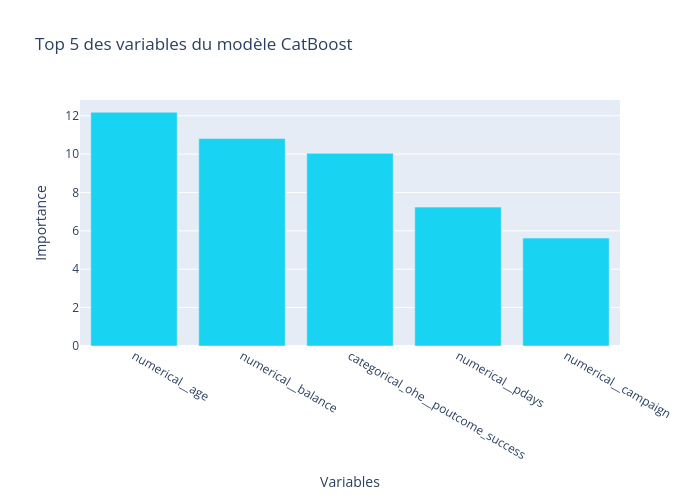 Top 5 des variables du modèle CatBoost
Importance
12
10
8
6
4
2
0
numerical__age
numerical__balance
categorical_ohe__poutcome_success
numerical__pdays
numerical__campaign
Variables